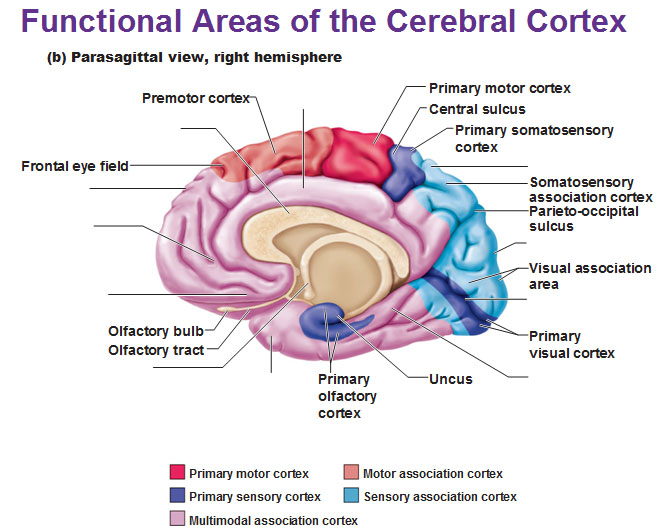 Functional Areas of the Cerebral Cortex
(b) Parasagittal view, right hemisphere
Premotor cortex
Primary motor cortex
Central sulcus
Primary somatosensory
cortex
Frontal eye field
Somatosensory
association cortex
Parieto-occipital
sulcus
Visual association
area
Olfactory bulb
Olfactory tract
Primary
visual cortex
Primary
olfactory
cortex
Uncus
Primary motor cortex
Motor association cortex
Primary sensory cortex
Sensory association cortex
Multimodal association cortex